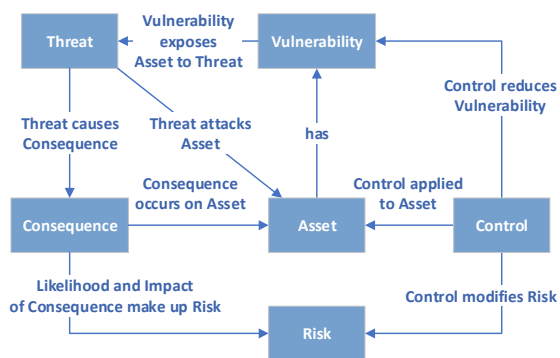 Vulnerability
exposes
Asset to Threat
Threat
Vulnerability
Control reduces
Vulnerability
Threat causes
Consequence
Threat attacks
Asset
has
Consequence
occurs on Asset
Control applied
to Asset
Consequence
Asset
Control
Likelihood and Impact
of Consequence make up Risk
Control modifies Risk
Risk